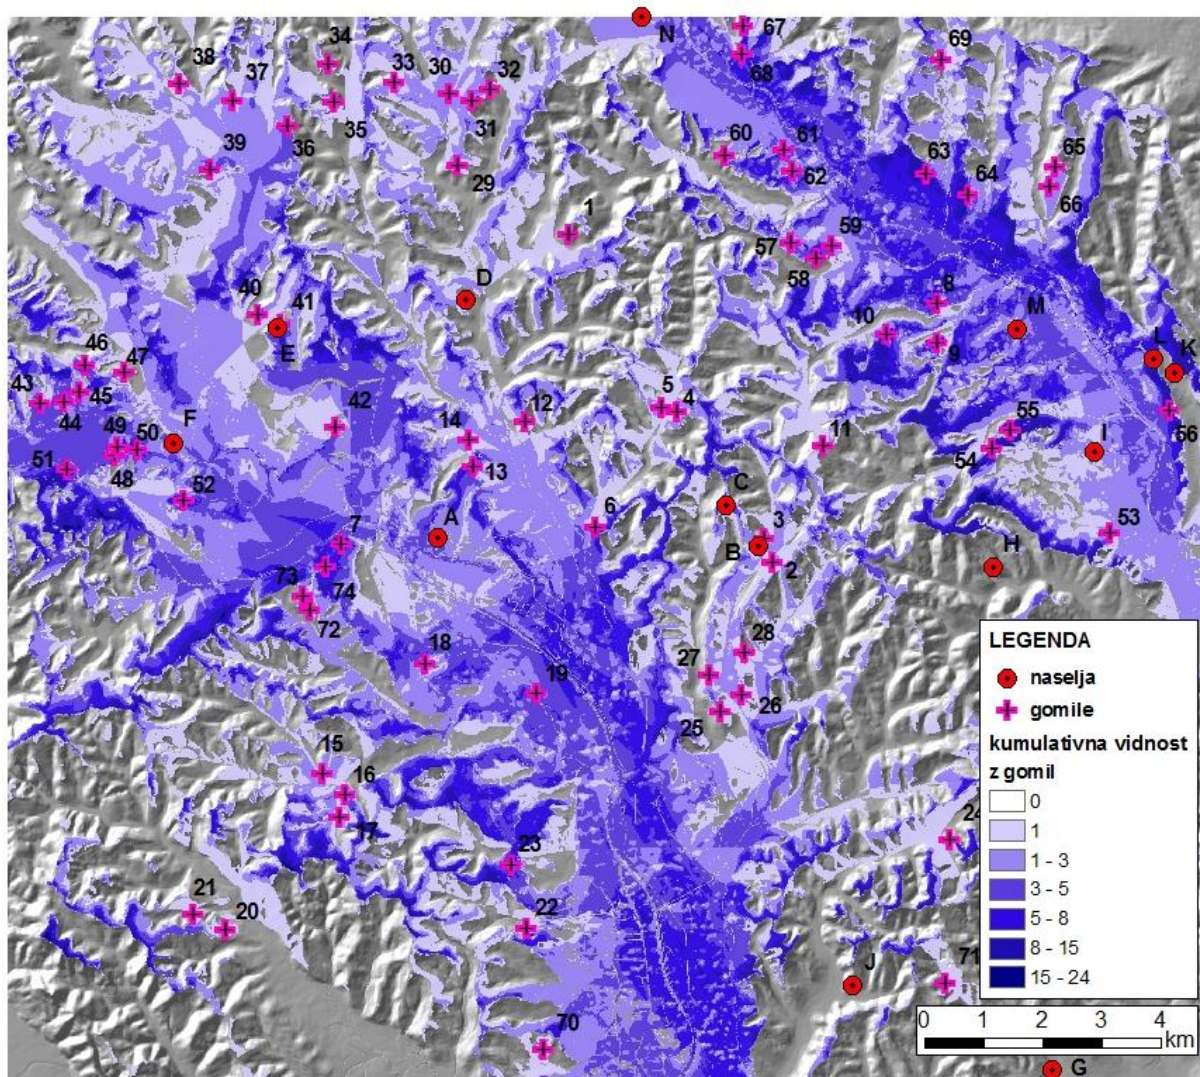 N
67
68
69
38
37
34
33
30
32
35
31
36
39
29
60
61
62
63
64
65
66
1
57
59
58
D
40
41
E
8
10
9
M
L
K
46
47
43
45
44
42
5
4
12
14
13
11
55
54
I
56
49
50
F
51
48
52
7
A
6
C
3
B
2
53
H
73
74
72
18
19
28
27
26
25
15
16
17
23
24
21
20
22
70
71
J
G
LEGENDA
naselja
gomile
kumulativna vidnost
z gomil
0
1
1 - 3
3 - 5
5 - 8
8 - 15
15 - 24
0 1 2 3 4
km